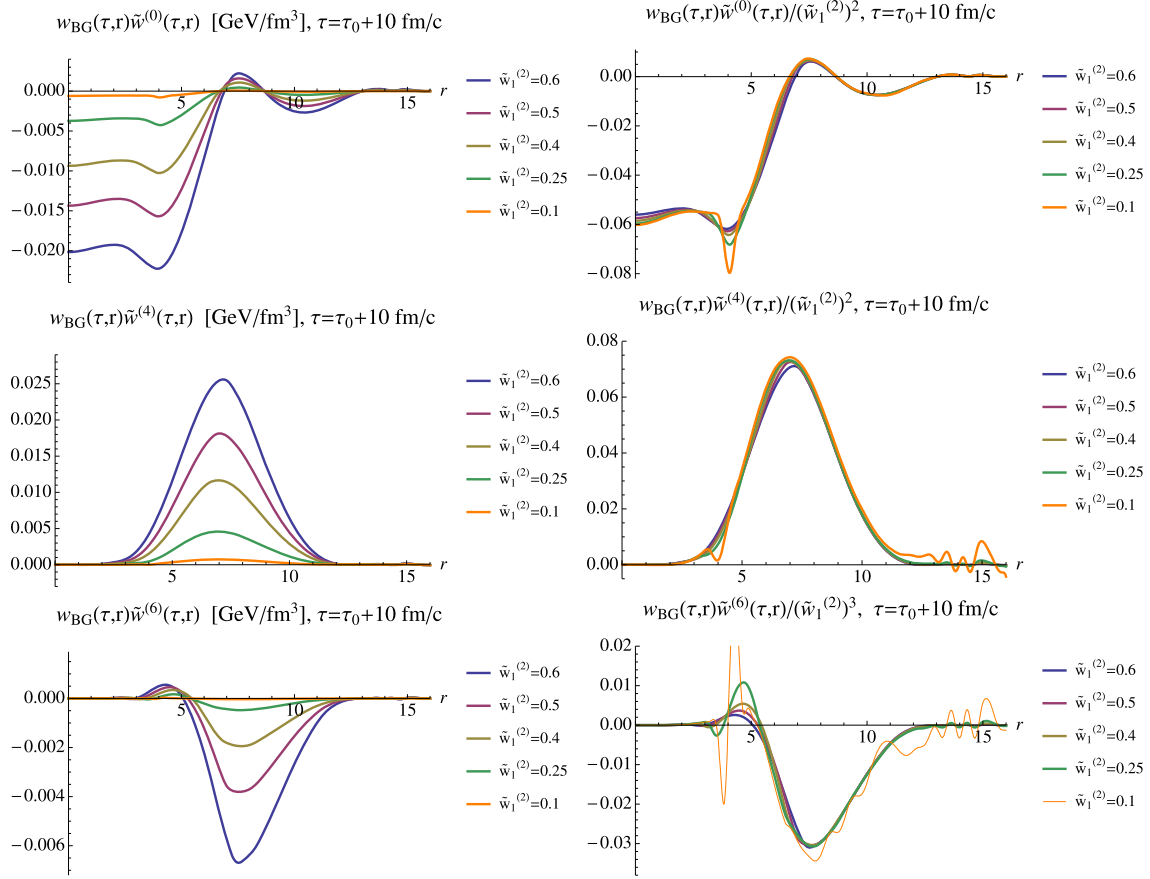 w_BG(τ,r)w̃^(0)(τ,r) [GeV/fm^3], τ=τ_0+10 fm/c
0.000
−0.005
−0.010
−0.015
−0.020
5
10
15
r
w̃_1^(2)=0.6
w̃_1^(2)=0.5
w̃_1^(2)=0.4
w̃_1^(2)=0.25
w̃_1^(2)=0.1
w_BG(τ,r)w̃^(0)(τ,r)/(w̃_1^(2))^2, τ=τ_0+10 fm/c
0.00
−0.02
−0.04
−0.06
−0.08
5
10
15
r
w̃_1^(2)=0.6
w̃_1^(2)=0.5
w̃_1^(2)=0.4
w̃_1^(2)=0.25
w̃_1^(2)=0.1
w_BG(τ,r)w̃^(4)(τ,r) [GeV/fm^3], τ=τ_0+10 fm/c
0.025
0.020
0.015
0.010
0.005
0.000
5
10
15
r
w̃_1^(2)=0.6
w̃_1^(2)=0.5
w̃_1^(2)=0.4
w̃_1^(2)=0.25
w̃_1^(2)=0.1
w_BG(τ,r)w̃^(4)(τ,r)/(w̃_1^(2))^2, τ=τ_0+10 fm/c
0.08
0.06
0.04
0.02
0.00
5
10
15
r
w̃_1^(2)=0.6
w̃_1^(2)=0.5
w̃_1^(2)=0.4
w̃_1^(2)=0.25
w̃_1^(2)=0.1
w_BG(τ,r)w̃^(6)(τ,r) [GeV/fm^3], τ=τ_0+10 fm/c
0.000
−0.002
−0.004
−0.006
5
10
15
r
w̃_1^(2)=0.6
w̃_1^(2)=0.5
w̃_1^(2)=0.4
w̃_1^(2)=0.25
w̃_1^(2)=0.1
w_BG(τ,r)w̃^(6)(τ,r)/(w̃_1^(2))^3, τ=τ_0+10 fm/c
0.02
0.01
0.00
−0.01
−0.02
−0.03
5
10
15
r
w̃_1^(2)=0.6
w̃_1^(2)=0.5
w̃_1^(2)=0.4
w̃_1^(2)=0.25
w̃_1^(2)=0.1